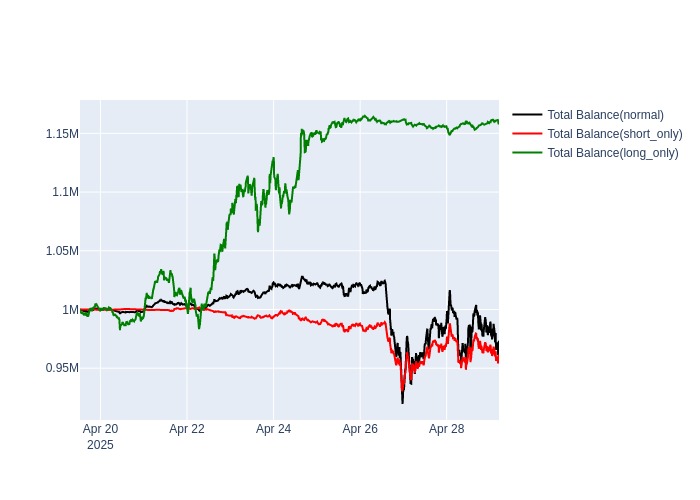 Total Balance(normal)
Total Balance(short_only)
Total Balance(long_only)
1.15M
1.1M
1.05M
1M
0.95M
Apr 20
2025
Apr 22
Apr 24
Apr 26
Apr 28